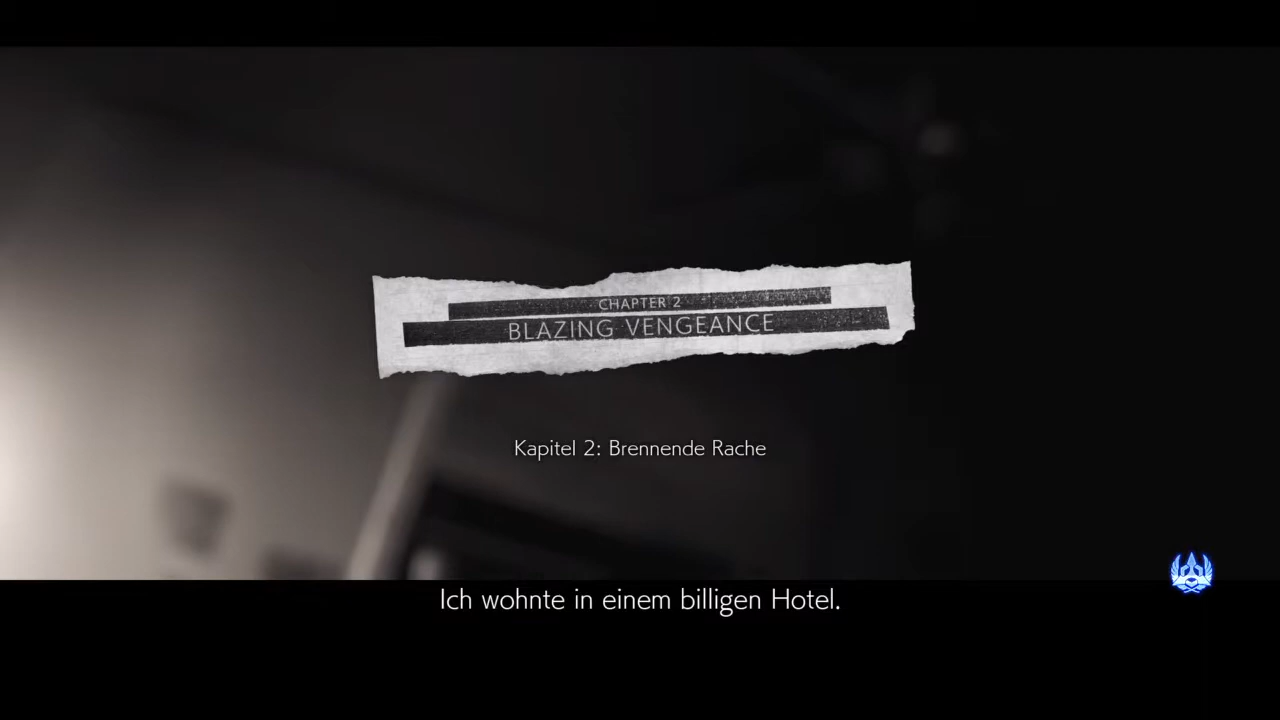 CHAPTER 2
BLAZING VENGEANCE
Kapitel 2: Brennende Rache
Ich wohnte in einem billigen Hotel.